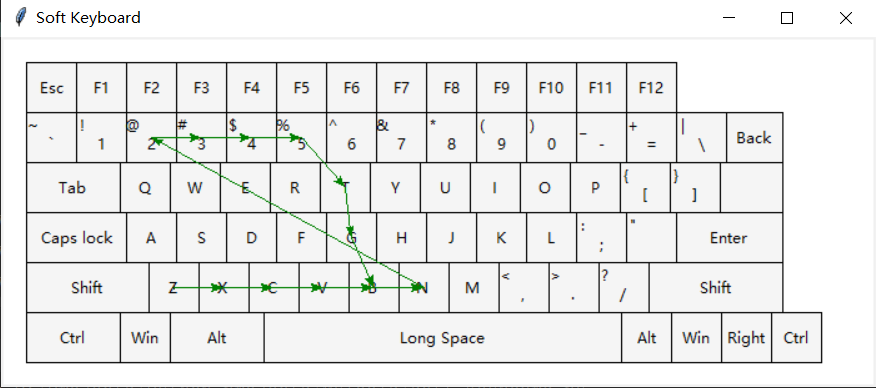 Soft Keyboard
Esc F1 F2 F3 F4 F5 F6 F7 F8 F9 F10 F11 F12
~ ! @ # $ % ^ & * ( ) _ + |
` 1 2 3 4 5 6 7 8 9 0 - = \ Back
Tab Q W E R T Y U I O P { [ } ]
Caps lock A S D F G H J K L : ; " Enter
Shift Z X C V B N M < , > . ? / Shift
Ctrl Win Alt Long Space Alt Win Right Ctrl